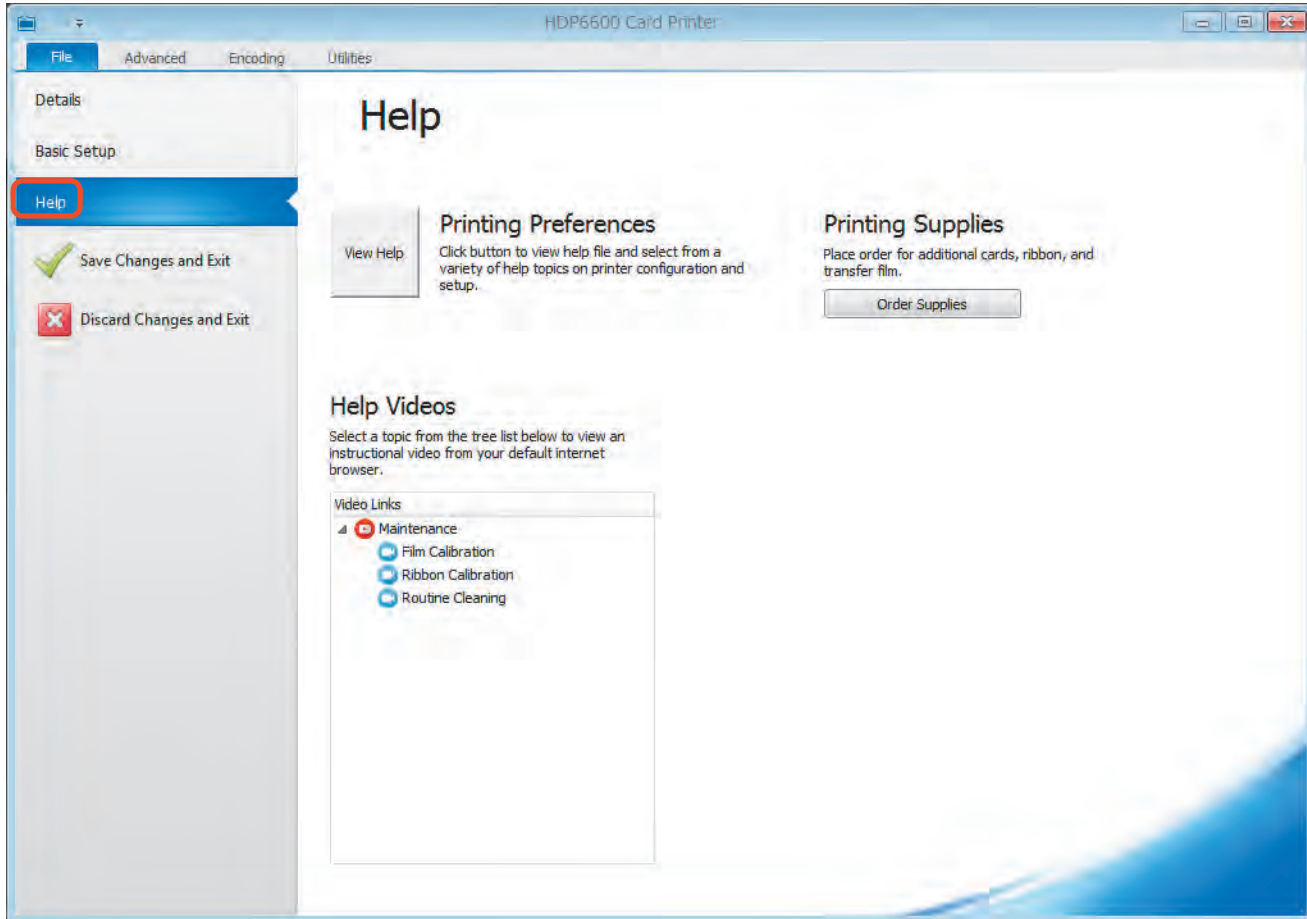 HDP6600 Card Printer
File Advanced Encoding Utilities
Details
Basic Setup
Help
Save Changes and Exit
Discard Changes and Exit
Help
View Help
Printing Preferences
Click button to view help file and select from a
variety of help topics on printer configuration and
setup.
Printing Supplies
Place order for additional cards, ribbon, and
transfer film.
Order Supplies
Help Videos
Select a topic from the tree list below to view an
instructional video from your default internet
browser.
Video Links
Maintenance
Film Calibration
Ribbon Calibration
Routine Cleaning